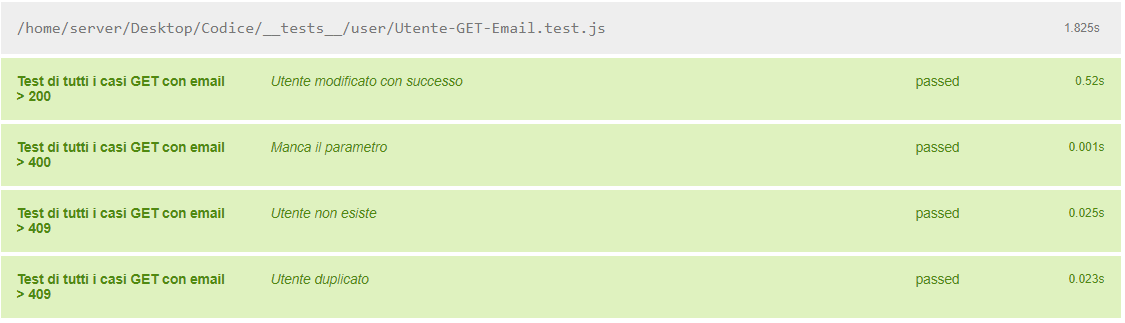 /home/server/Desktop/Codice/__tests__/user/Utente-GET-Email.test.js 1.825s
Test di tutti i casi GET con email Utente modificato con successo passed 0.52s
> 200
Test di tutti i casi GET con email Manca il parametro passed 0.001s
> 400
Test di tutti i casi GET con email Utente non esiste passed 0.025s
> 409
Test di tutti i casi GET con email Utente duplicato passed 0.023s
> 409